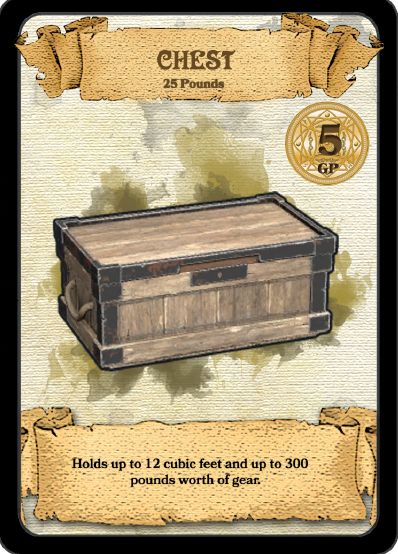 CHEST
25 Pounds
5
GP
Holds up to 12 cubic feet and up to 300
pounds worth of gear.